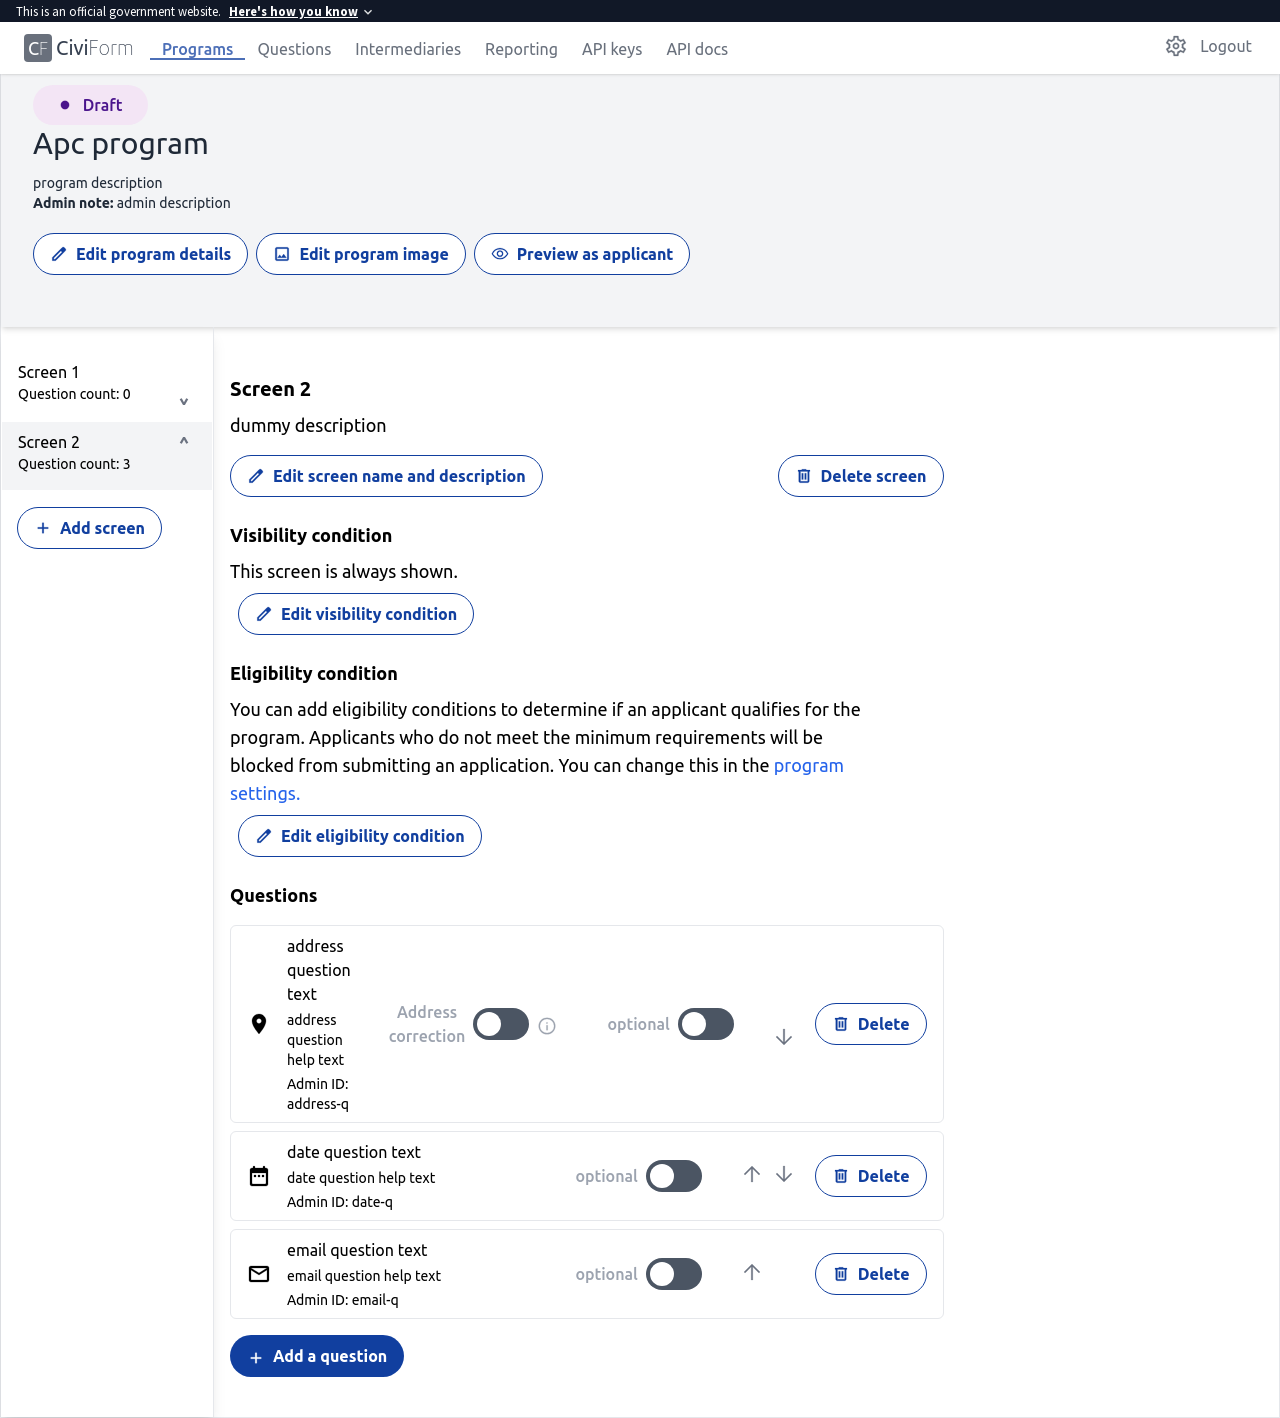 This is an official government website. Here's how you know
CF CiviForm Programs Questions Intermediaries Reporting API keys API docs Logout
Draft
Apc program
program description
Admin note: admin description
Edit program details Edit program image Preview as applicant
Screen 1
Question count: 0
Screen 2
Question count: 3
Add screen
Screen 2
dummy description
Edit screen name and description Delete screen
Visibility condition
This screen is always shown.
Edit visibility condition
Eligibility condition
You can add eligibility conditions to determine if an applicant qualifies for the
program. Applicants who do not meet the minimum requirements will be
blocked from submitting an application. You can change this in the program
settings.
Edit eligibility condition
Questions
address
question
text
address
question
help text
Admin ID:
address-q
Address
correction
optional
Delete
date question text
date question help text
Admin ID: date-q
optional
Delete
email question text
email question help text
Admin ID: email-q
optional
Delete
Add a question